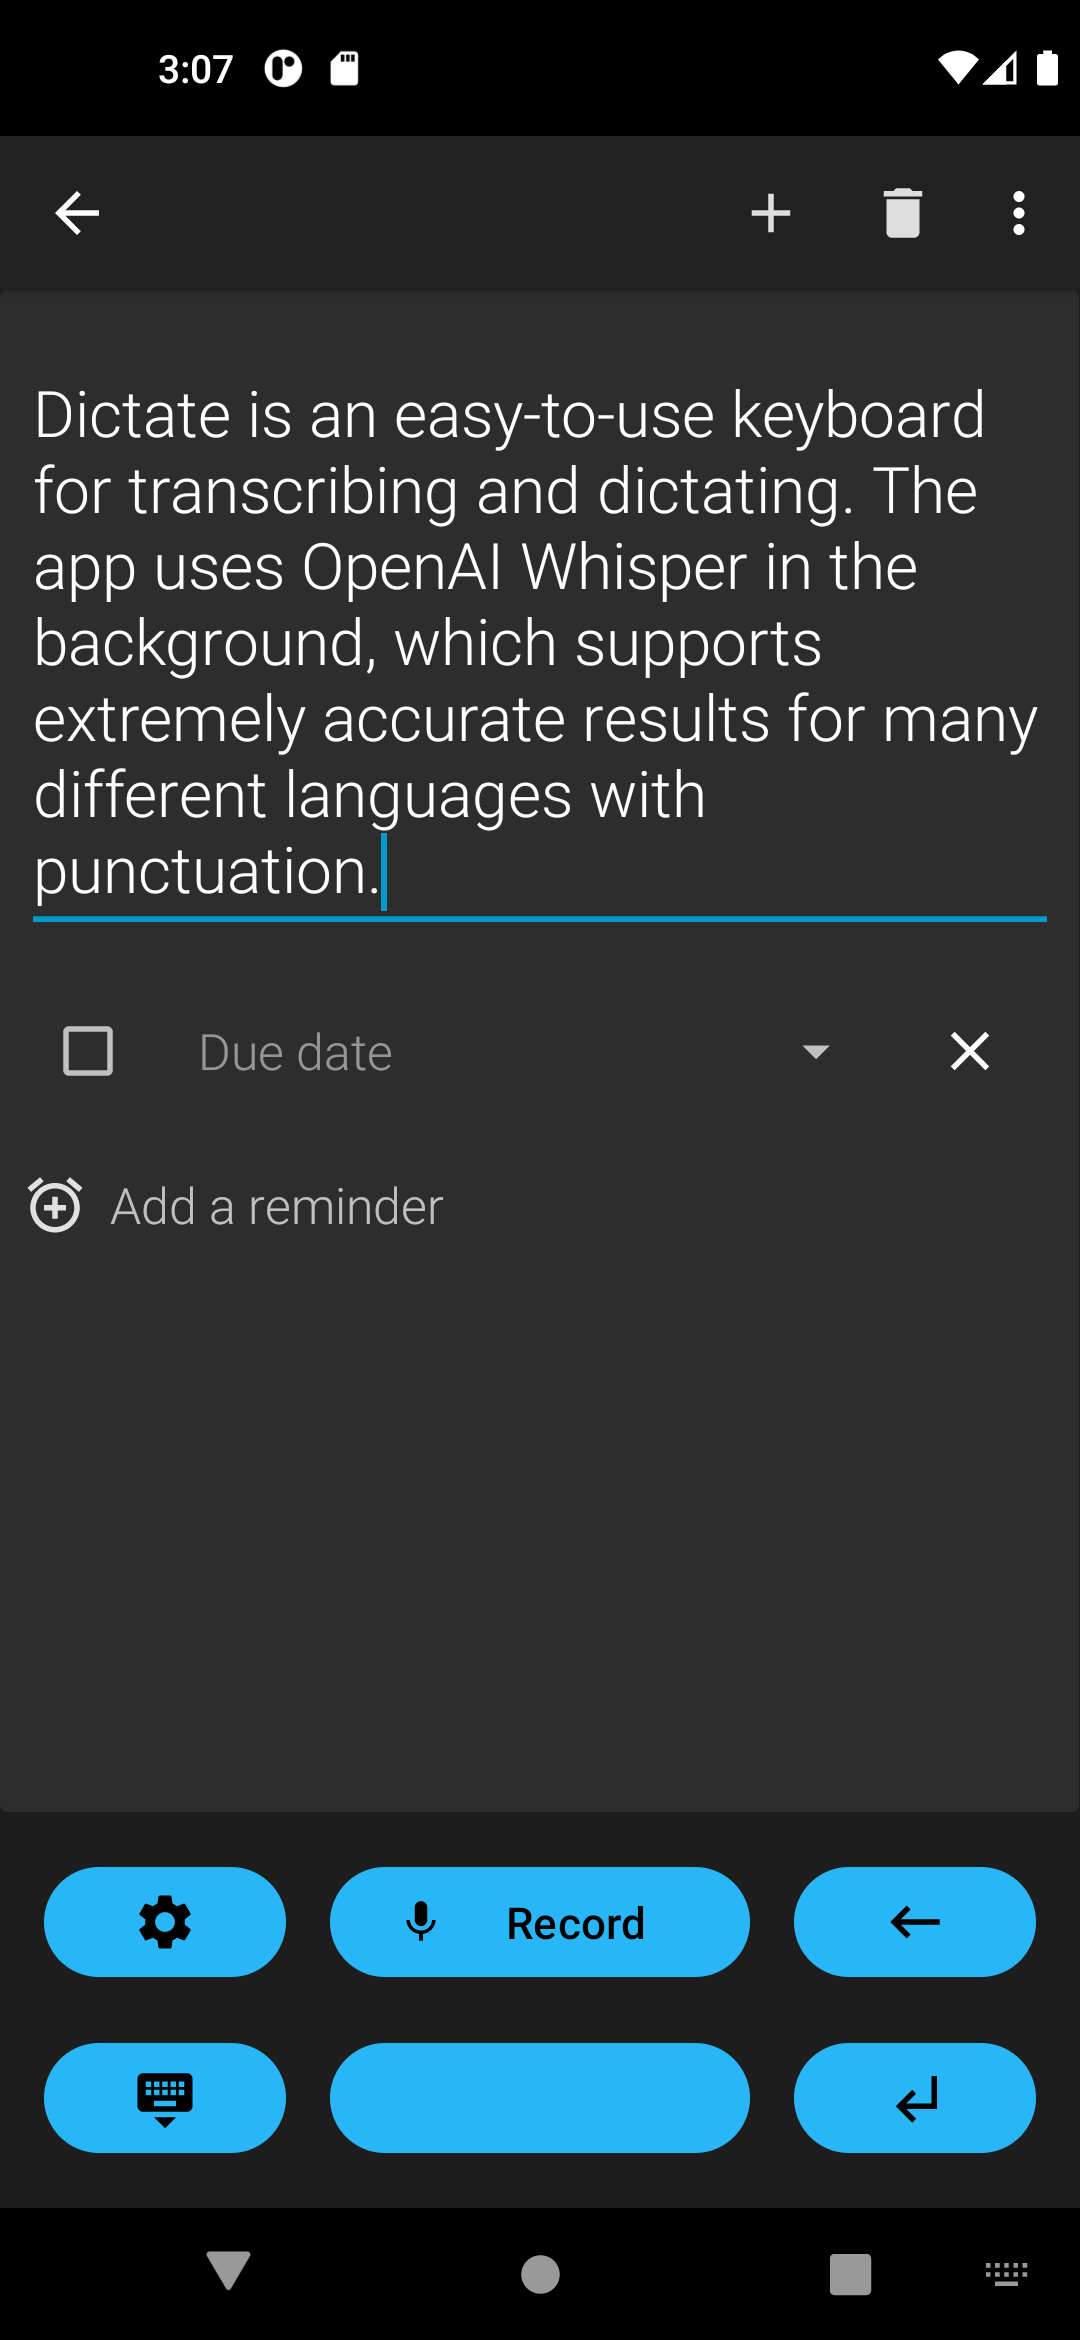 3:07
Dictate is an easy-to-use keyboard
for transcribing and dictating. The
app uses OpenAI Whisper in the
background, which supports
extremely accurate results for many
different languages with
punctuation.
Due date
Add a reminder
Record